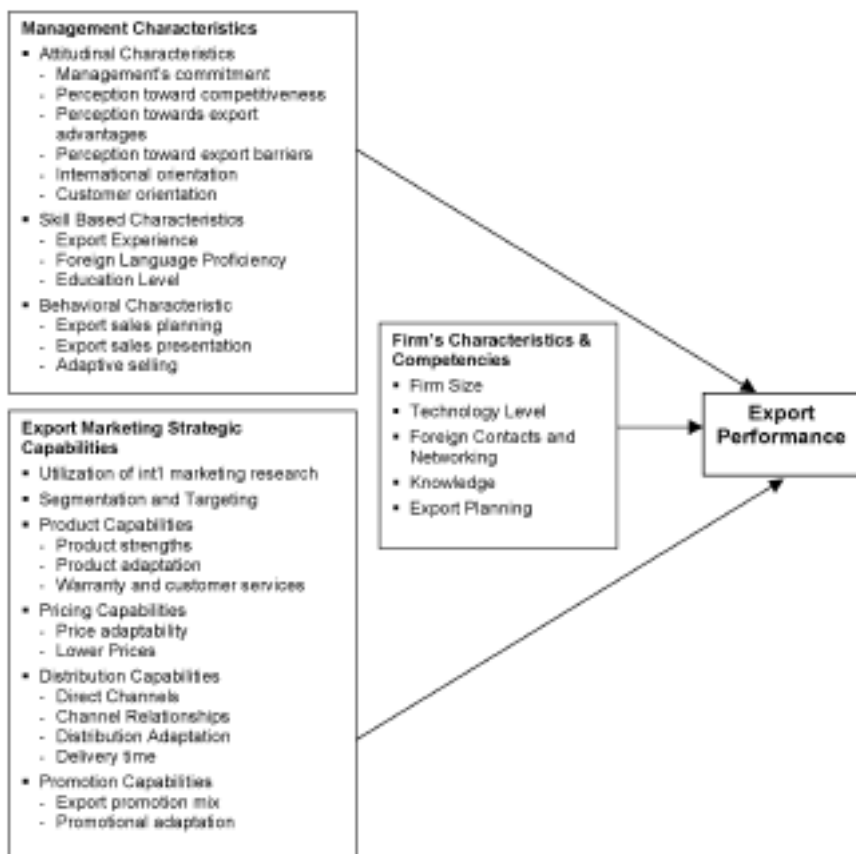 Management Characteristics
▪ Attitudinal Characteristics
- Management's commitment
- Perception toward competitiveness
- Perception towards export
advantages
- Perception toward export barriers
- International orientation
- Customer orientation
▪ Skill Based Characteristics
- Export Experience
- Foreign Language Proficiency
- Education Level
▪ Behavioral Characteristic
- Export sales planning
- Export sales presentation
- Adaptive selling
Export Marketing Strategic
Capabilities
▪ Utilization of int'l marketing research
▪ Segmentation and Targeting
▪ Product Capabilities
- Product strengths
- Product adaptation
- Warranty and customer services
▪ Pricing Capabilities
- Price adaptability
- Lower Prices
▪ Distribution Capabilities
- Direct Channels
- Channel Relationships
- Distribution Adaptation
- Delivery time
▪ Promotion Capabilities
- Export promotion mix
- Promotional adaptation
Firm's Characteristics &
Competencies
▪ Firm Size
▪ Technology Level
▪ Foreign Contacts and
Networking
▪ Knowledge
▪ Export Planning
Export
Performance